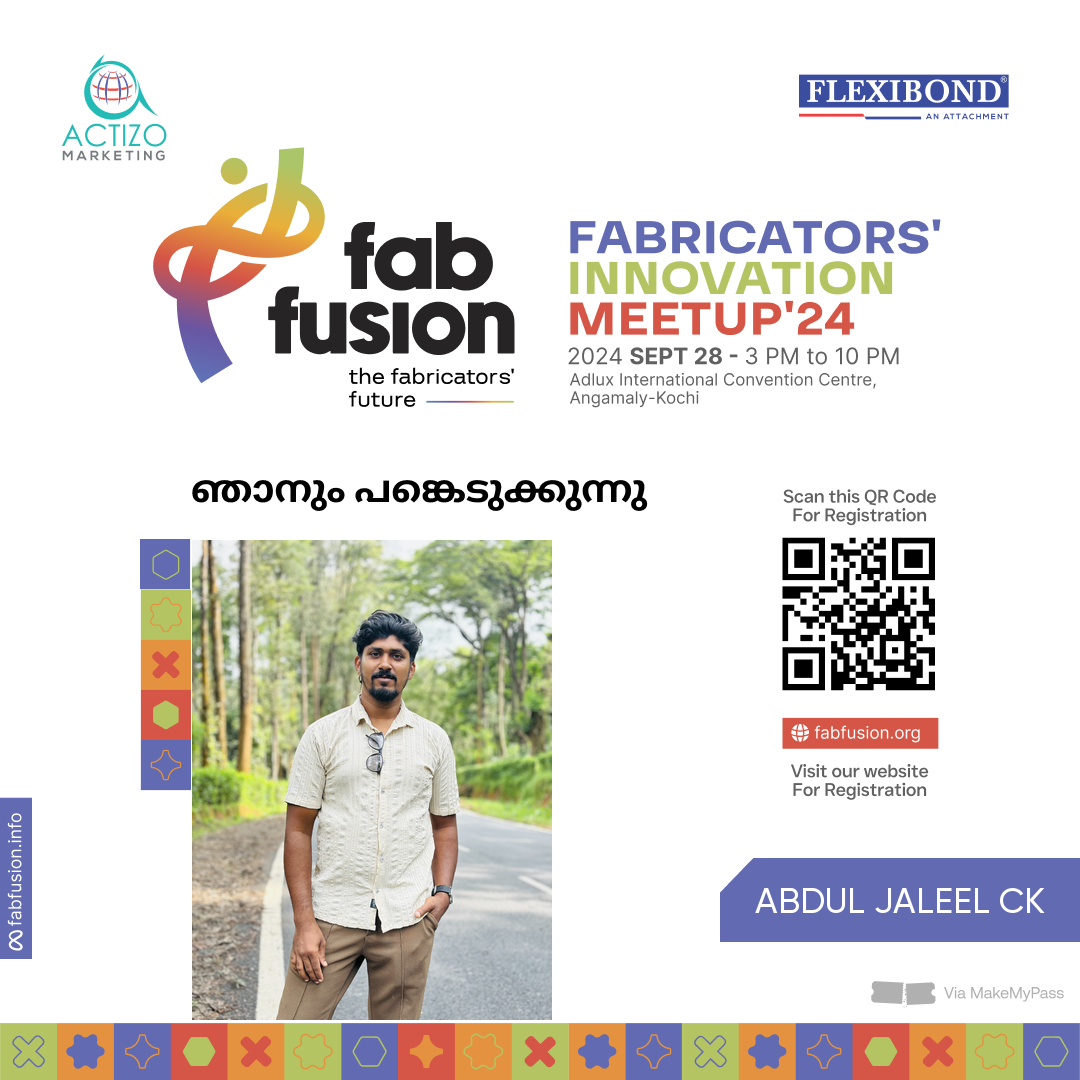 ACTIZO
MARKETING
FLEXIBOND®
AN ATTACHMENT
fab
fusion
the fabricators'
future
FABRICATORS'
INNOVATION
MEETUP'24
2024 SEPT 28 - 3 PM to 10 PM
Adlux International Convention Centre,
Angamaly-Kochi
ഞാനും പങ്കെടുക്കുന്നു
Scan this QR Code
For Registration
fabfusion.org
Visit our website
For Registration
fabfusion.info
ABDUL JALEEL CK
Via MakeMyPass